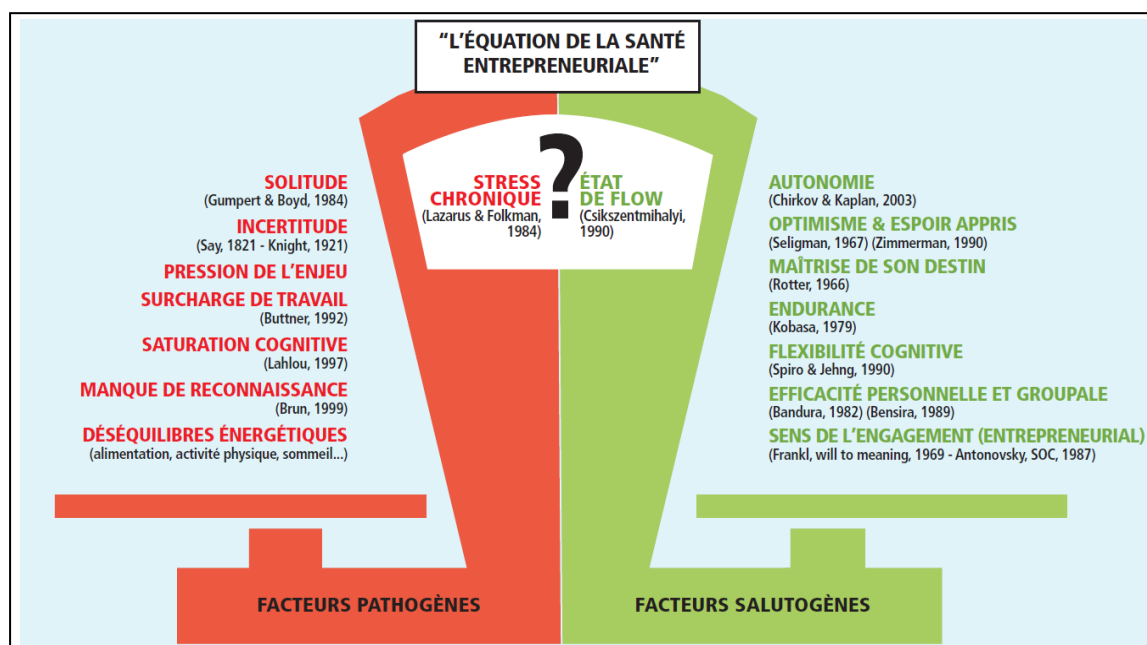 "L'ÉQUATION DE LA SANTÉ
ENTREPRENEURIALE"
?
STRESS
CHRONIQUE
(Lazarus & Folkman,
1984)
ÉTAT
DE FLOW
(Csikszentmihalyi,
1990)
SOLITUDE
(Gumpert & Boyd, 1984)
INCERTITUDE
(Say, 1821 - Knight, 1921)
PRESSION DE L'ENJEU
SURCHARGE DE TRAVAIL
(Buttner, 1992)
SATURATION COGNITIVE
(Lahlou, 1997)
MANQUE DE RECONNAISSANCE
(Brun, 1999)
DÉSÉQUILIBRES ÉNERGÉTIQUES
(alimentation, activité physique, sommeil...)
AUTONOMIE
(Chirkov & Kaplan, 2003)
OPTIMISME & ESPOIR APPRIS
(Seligman, 1967) (Zimmerman, 1990)
MAÎTRISE DE SON DESTIN
(Rotter, 1966)
ENDURANCE
(Kobasa, 1979)
FLEXIBILITÉ COGNITIVE
(Spiro & Jehng, 1990)
EFFICACITÉ PERSONNELLE ET GROUPALE
(Bandura, 1982) (Bensira, 1989)
SENS DE L'ENGAGEMENT (ENTREPRENEURIAL)
(Frankl, will to meaning, 1969 - Antonovsky, SOC, 1987)
FACTEURS PATHOGÈNES
FACTEURS SALUTOGÈNES